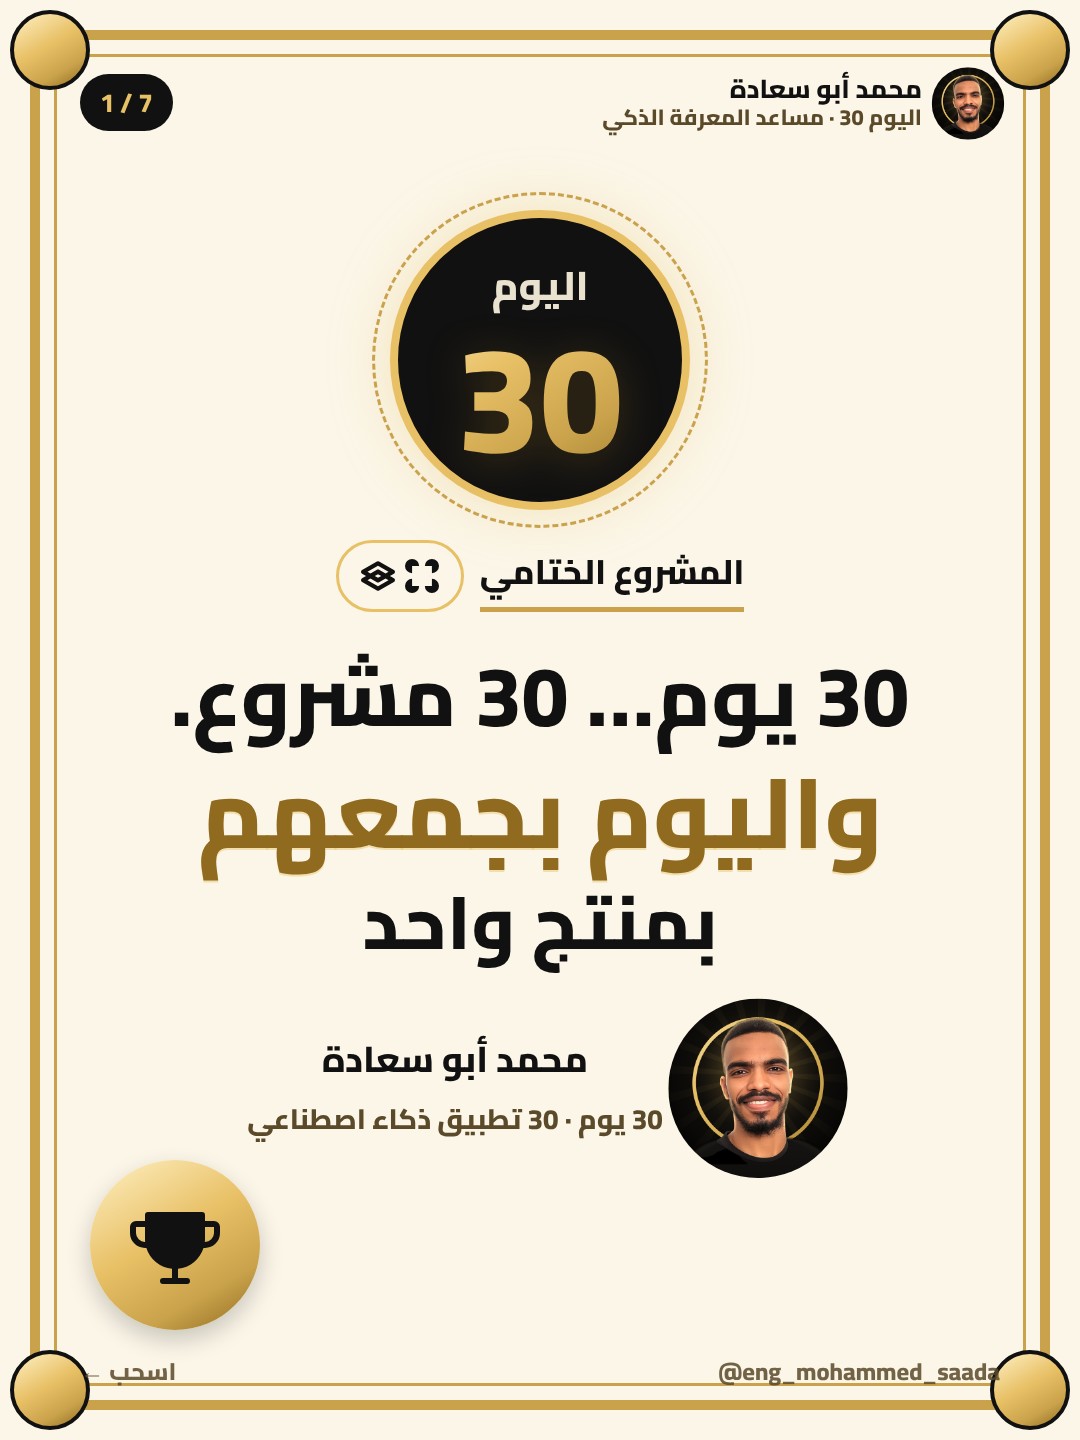 محمد أبو سعادة
اليوم 30 · مساعد المعرفة الذكي
1 / 7
اليوم
30
المشروع الختامي
30 يوم... 30 مشروع.
واليوم بجمعهم
بمنتج واحد
محمد أبو سعادة
30 يوم · 30 تطبيق ذكاء اصطناعي
@eng_mohammed_saada
اسحب ←